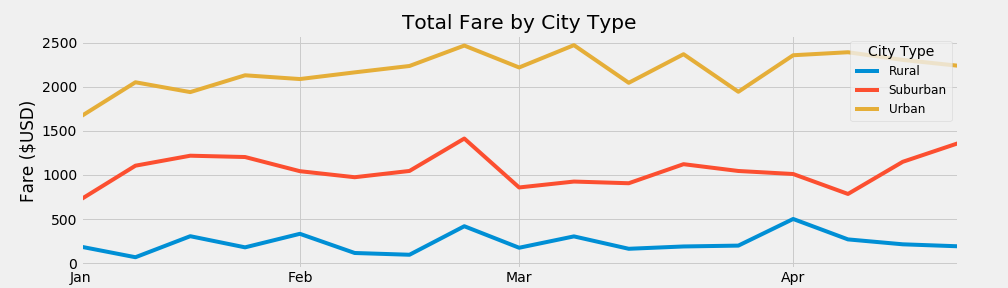 Total Fare by City Type
Fare ($USD)
2500
2000
1500
1000
500
0
Jan Feb Mar Apr
City Type
Rural
Suburban
Urban